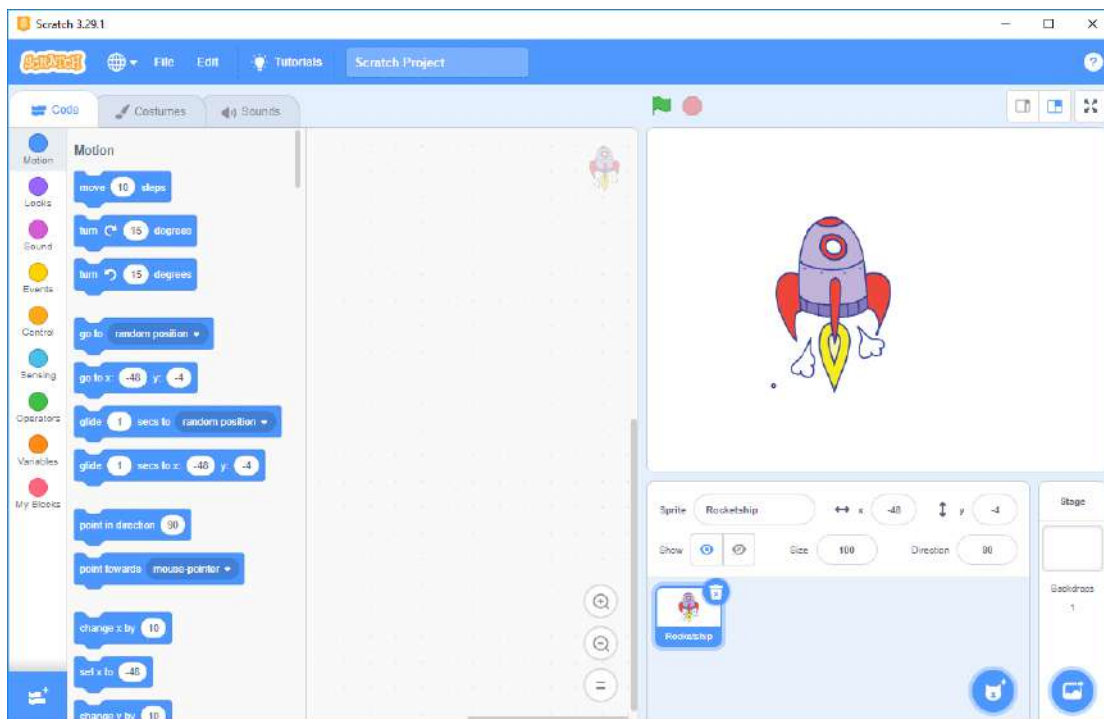 Scratch 3.29.1
SCRATCH File Edit Tutorials Scratch Project
?
Code Costumes Sounds
Motion
Looks
Sound
Events
Control
Sensing
Operators
Variables
My Blocks
Motion
move 10 steps
turn 15 degrees
turn 15 degrees
go to random position
go to x: -48 y: -4
glide 1 secs to random position
glide 1 secs to x: -48 y: -4
point in direction 90
point towards mouse-pointer
change x by 10
set x to -48
change y by 10
Sprite Rocketship x -48 y -4
Show Size 100 Direction 90
Rocketship
Stage
Backdrops
1